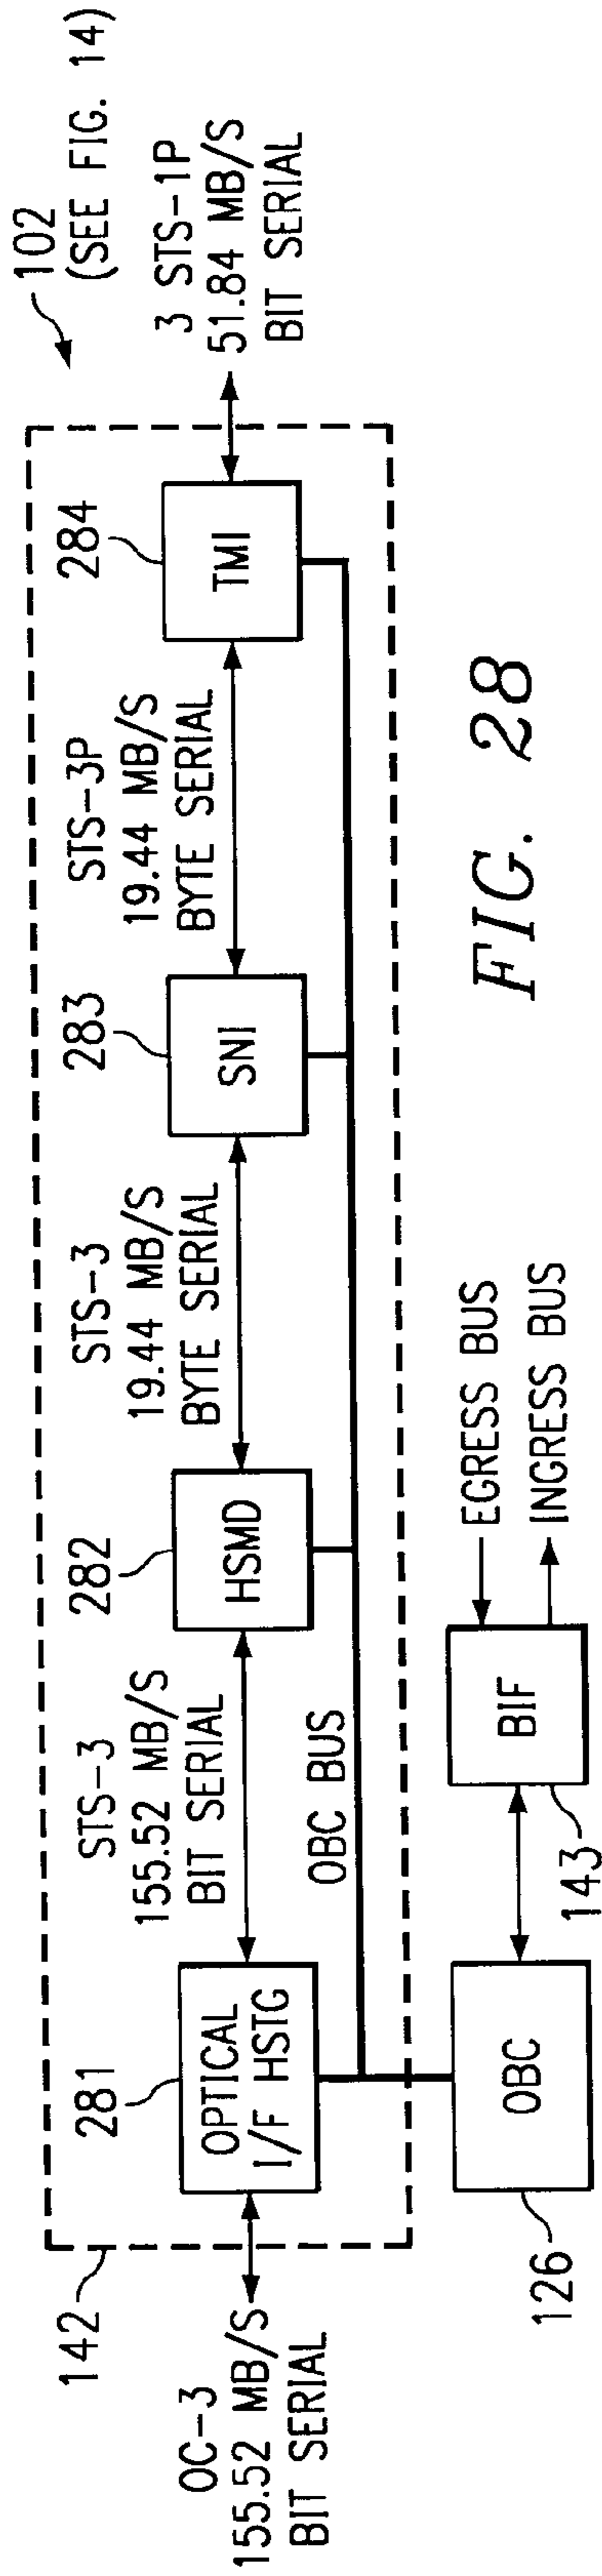 102
(SEE FIG. 14)
3 STS-1P
51.84 MB/S
BIT SERIAL
284
TMI
STS-3P
19.44 MB/S
BYTE SERIAL
283
SNI
STS-3
19.44 MB/S
BYTE SERIAL
282
HSMD
STS-3
155.52 MB/S
BIT SERIAL
OBC BUS
281
OPTICAL
I/F HSTG
142
OC-3
155.52 MB/S
BIT SERIAL
EGRESS BUS
INGRESS BUS
BIF
143
OBC
126
FIG. 28